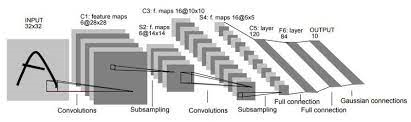 INPUT
32x32
C1: feature maps
6@28x28
S2: f. maps
6@14x14
C3: f. maps 16@10x10
S4: f. maps 16@5x5
C5: layer
120
F6: layer
84
OUTPUT
10
A
Convolutions
Subsampling
Convolutions
Subsampling
Full connection
Full connection
Gaussian connections